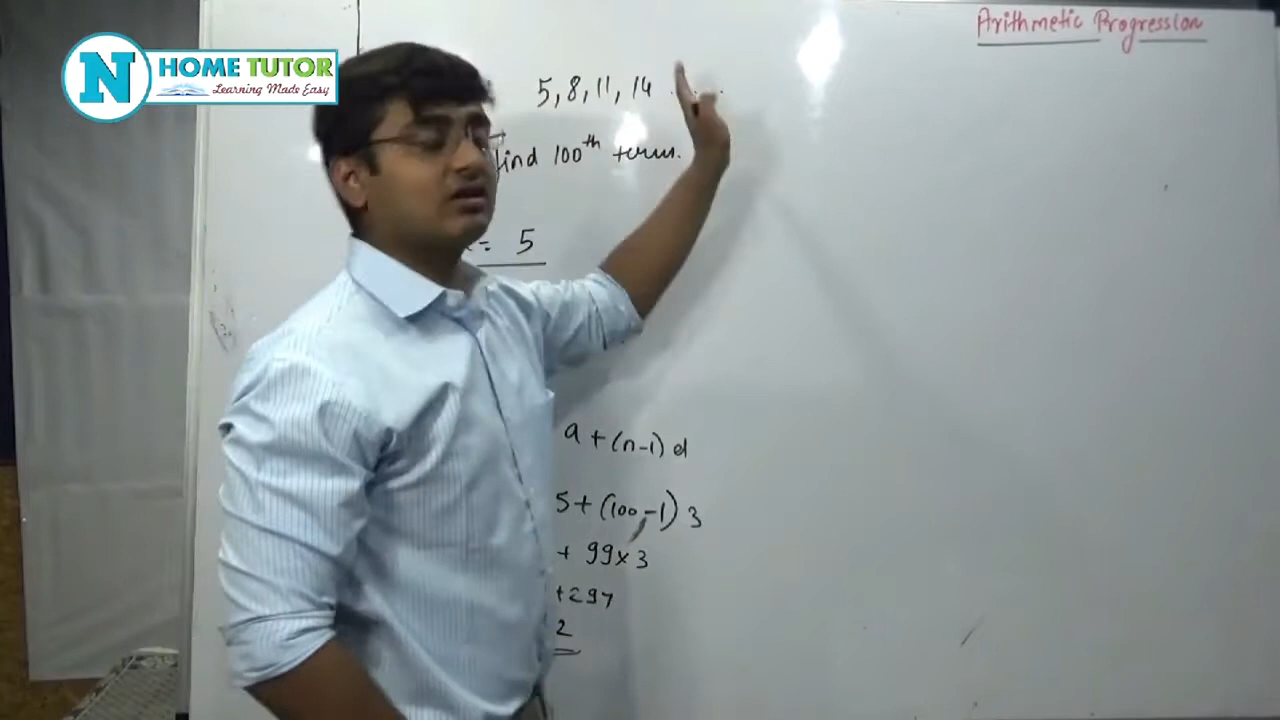 Arithmetic Progression
N HOME TUTOR
Learning Made Easy
5, 8, 11, 14 . . . .
find 100th term.
= 5
a + (n-1) d
5 + (100-1) 3
+ 99 x 3
+ 297
2